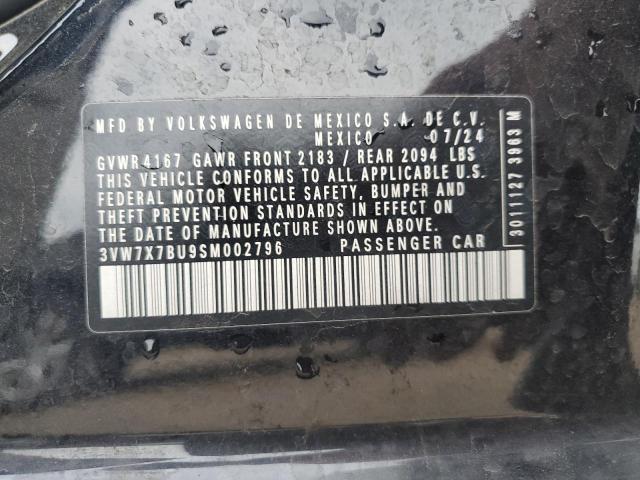 MFD BY VOLKSWAGEN DE MEXICO S.A. DE C.V.
MEXICO 07/24
GVWR4167 GAWR FRONT 2183 / REAR 2094 LBS
THIS VEHICLE CONFORMS TO ALL APPLICABLE U.S.
FEDERAL MOTOR VEHICLE SAFETY, BUMPER AND
THEFT PREVENTION STANDARDS IN EFFECT ON
THE DATE OF MANUFACTURE SHOWN ABOVE.
3VW7X7BU9SM002796 PASSENGER CAR
3011127 3963 M